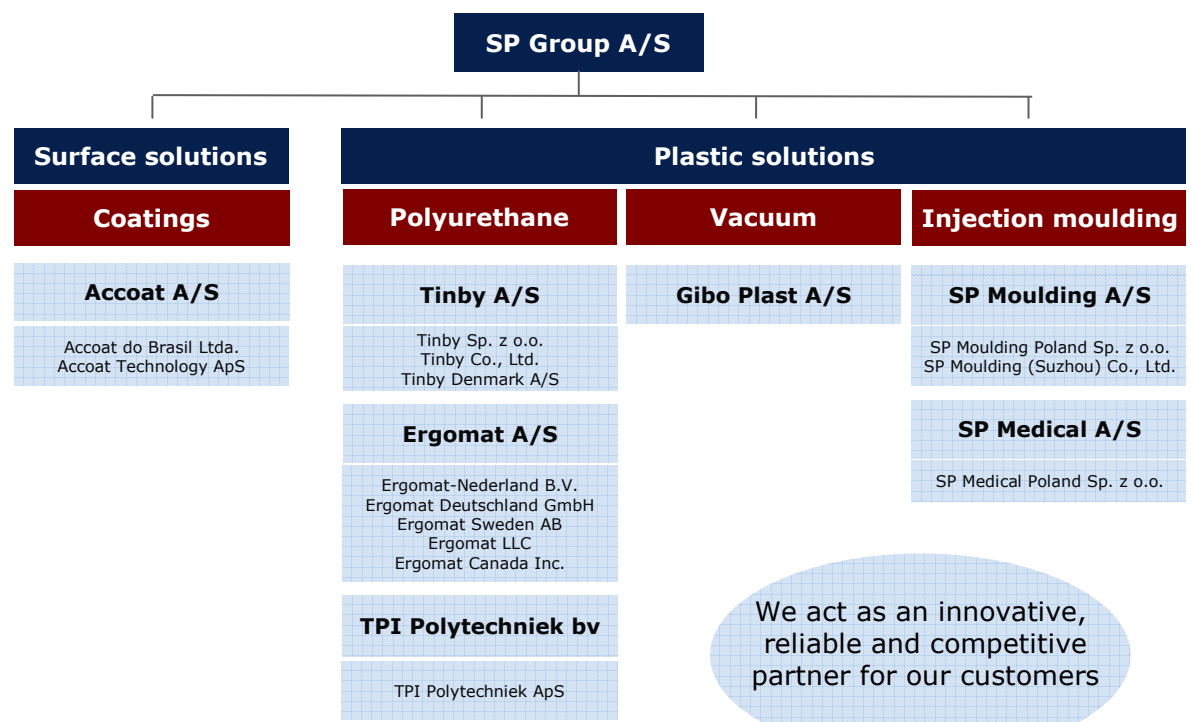 SP Group A/S
Surface solutions
Plastic solutions
Coatings
Polyurethane
Vacuum
Injection moulding
Accoat A/S
Accoat do Brasil Ltda.
Accoat Technology ApS
Tinby A/S
Tinby Sp. z o.o.
Tinby Co., Ltd.
Tinby Denmark A/S
Ergomat A/S
Ergomat-Nederland B.V.
Ergomat Deutschland GmbH
Ergomat Sweden AB
Ergomat LLC
Ergomat Canada Inc.
TPI Polytechniek bv
TPI Polytechniek ApS
Gibo Plast A/S
SP Moulding A/S
SP Moulding Poland Sp. z o.o.
SP Moulding (Suzhou) Co., Ltd.
SP Medical A/S
SP Medical Poland Sp. z o.o.
We act as an innovative,
reliable and competitive
partner for our customers